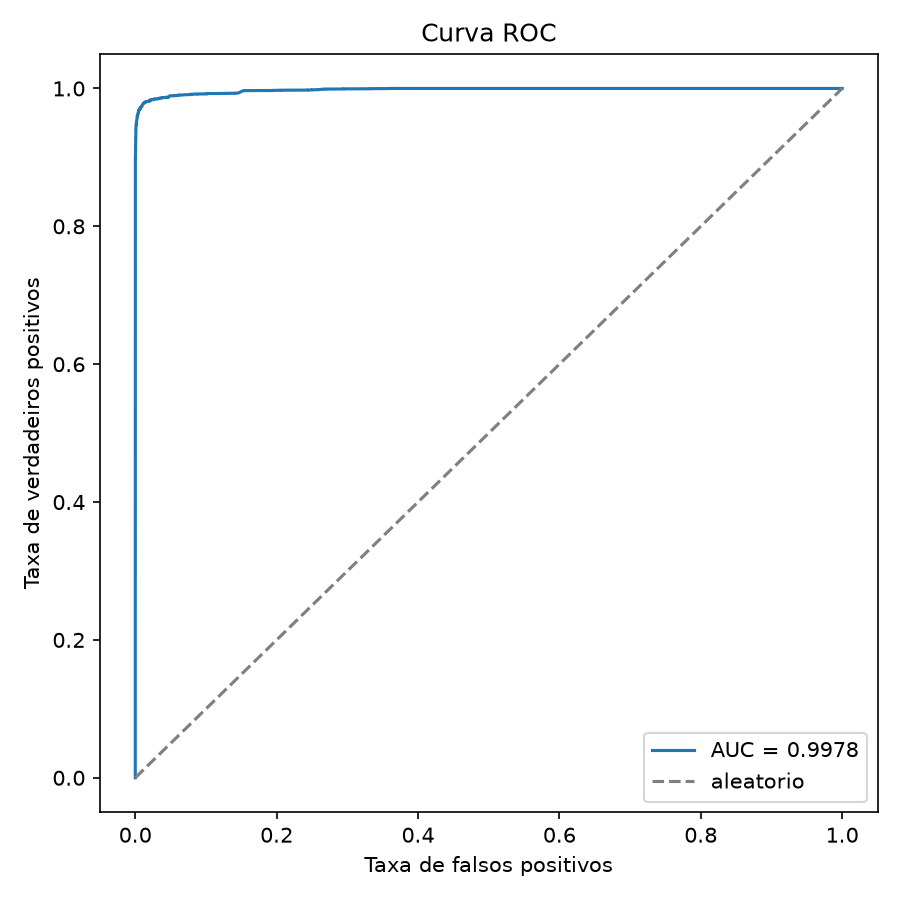 Curva ROC
Taxa de verdadeiros positivos
1.0
0.8
0.6
0.4
0.2
0.0
0.0 0.2 0.4 0.6 0.8 1.0
Taxa de falsos positivos
AUC = 0.9978
aleatorio